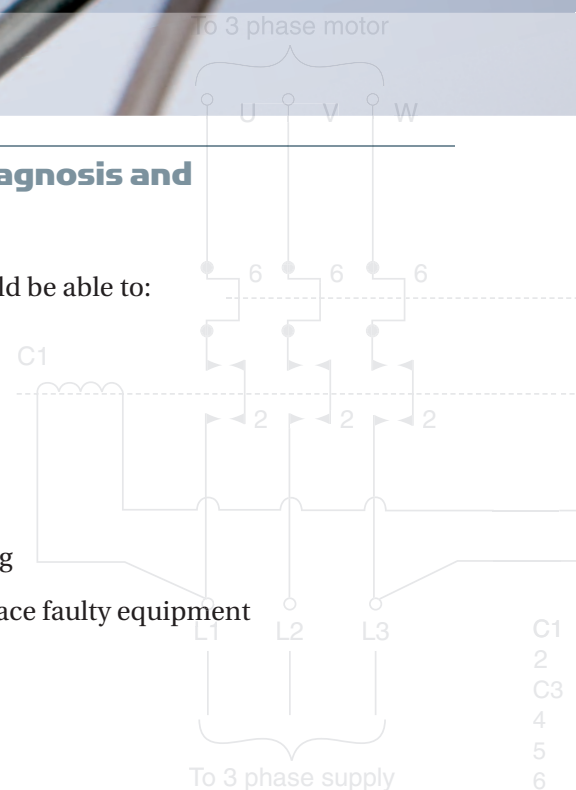 To 3 phase motor
U V W
agnosis and
6 6 6
ld be able to:
C1
2 2 2
g
ace faulty equipment
L1 L2 L3
C1
2
C3
4
5
6
To 3 phase supply